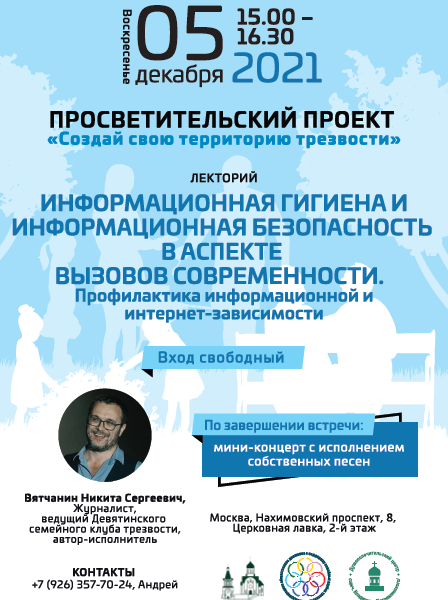 Воскресенье
05
декабря
15.00 –
16.30
2021
ПРОСВЕТИТЕЛЬСКИЙ ПРОЕКТ
«Создай свою территорию трезвости»
ЛЕКТОРИЙ
ИНФОРМАЦИОННАЯ ГИГИЕНА И
ИНФОРМАЦИОННАЯ БЕЗОПАСНОСТЬ
В АСПЕКТЕ
ВЫЗОВОВ СОВРЕМЕННОСТИ.
Профилактика информационной и
интернет-зависимости
Вход свободный
По завершении встречи:
мини-концерт с исполнением
собственных песен
Вятчанин Никита Сергеевич,
Журналист,
ведущий Девятинского
семейного клуба трезвости,
автор-исполнитель
Москва, Нахимовский проспект, 8,
Церковная лавка, 2-й этаж
КОНТАКТЫ
+7 (926) 357-70-24, Андрей